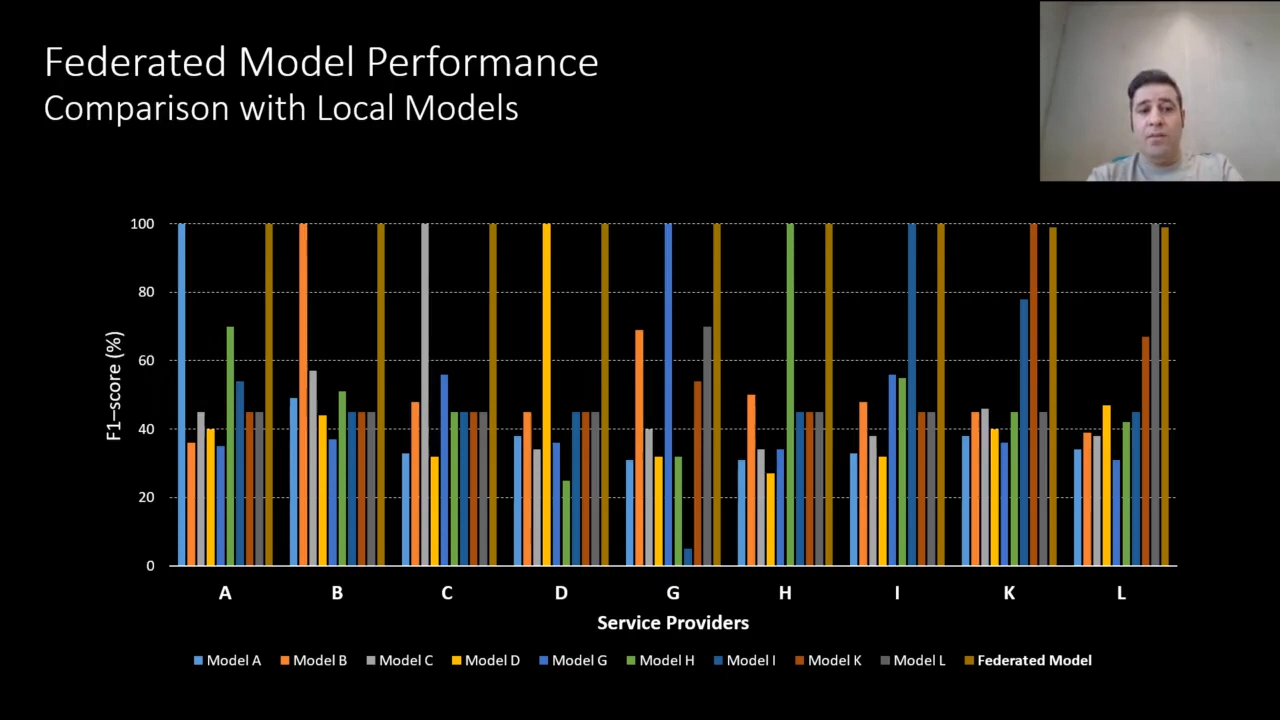 Federated Model Performance
Comparison with Local Models
100
80
60
40
20
0
F1–score (%)
A B C D G H I K L
Service Providers
Model A Model B Model C Model D Model G Model H Model I Model K Model L Federated Model